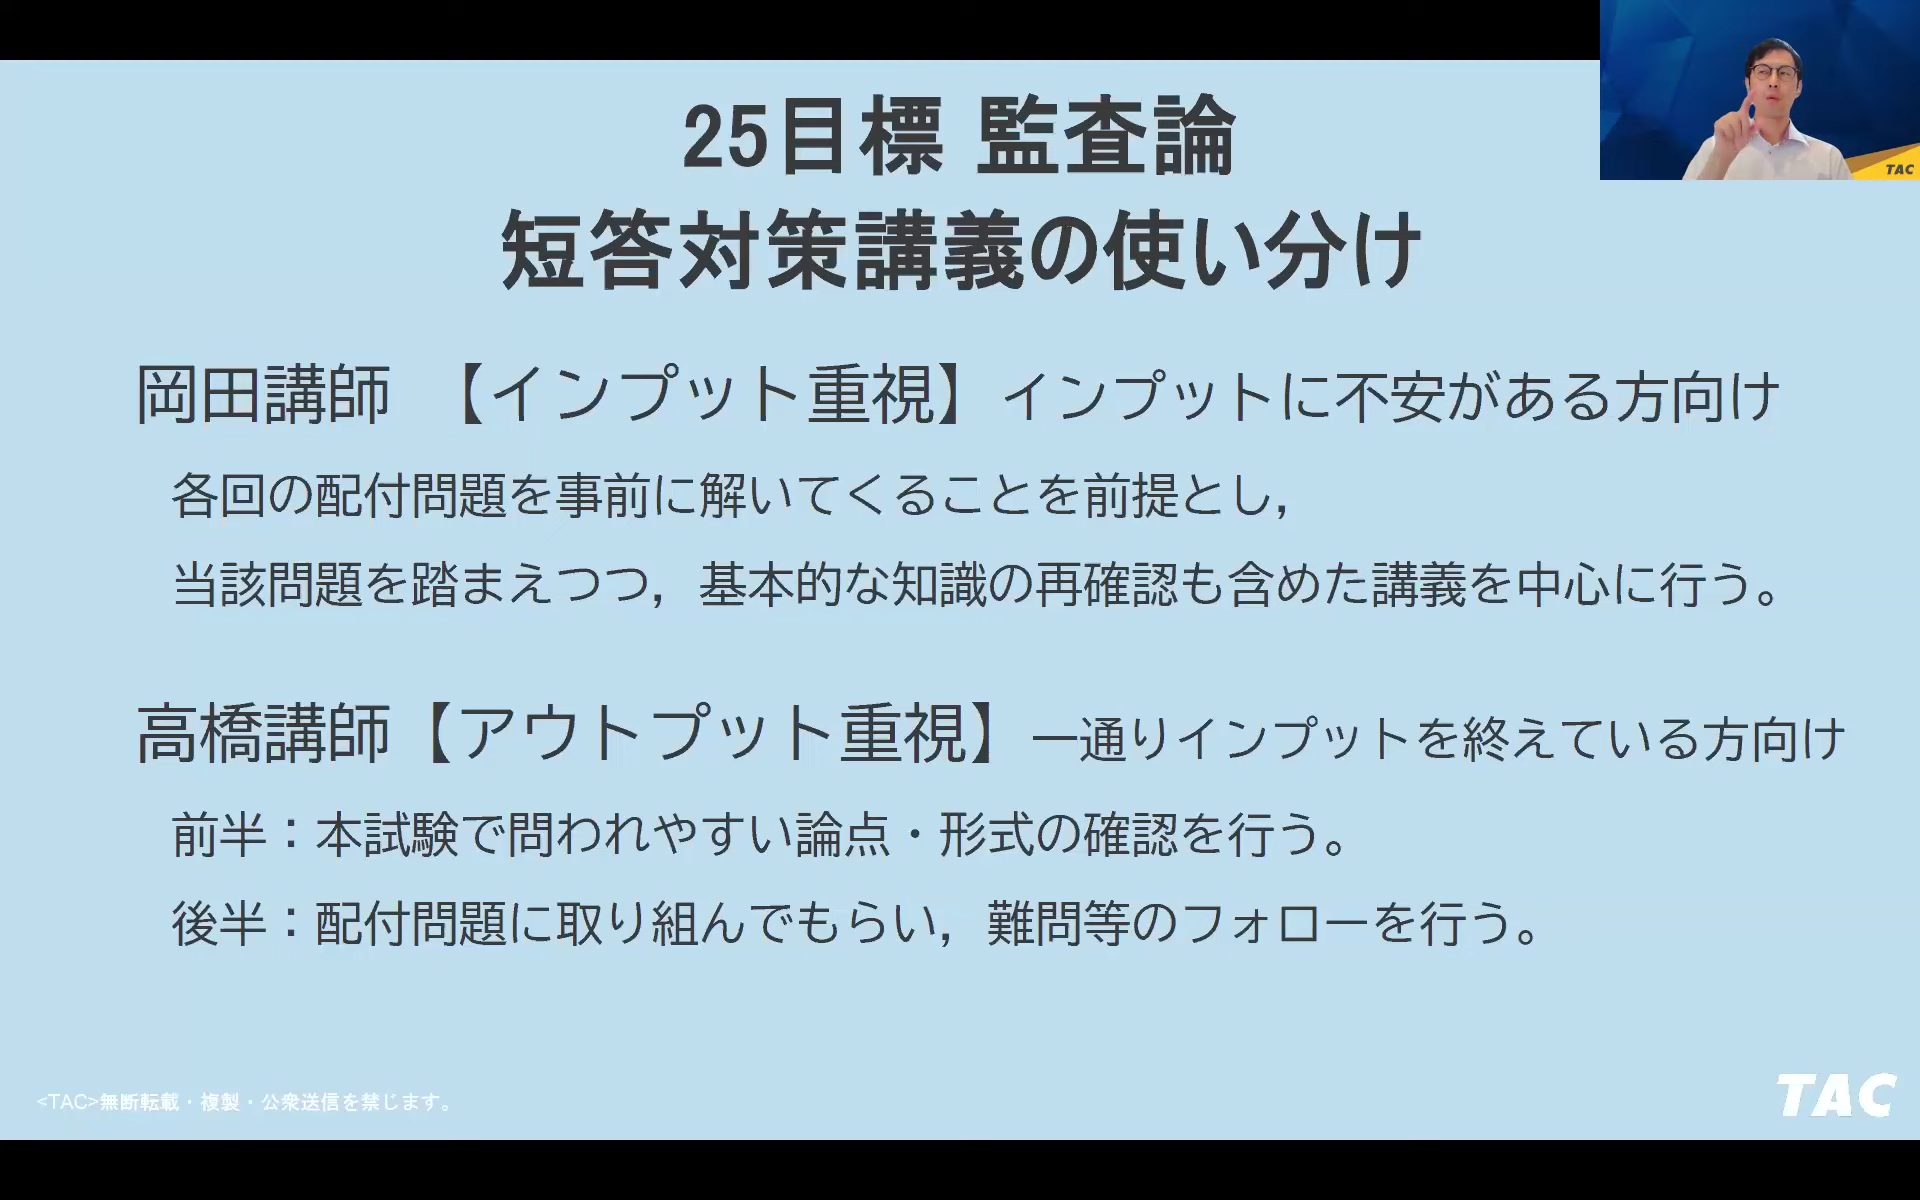 25目標 監査論
短答対策講義の使い分け
岡田講師 【インプット重視】インプットに不安がある方向け
各回の配付問題を事前に解いてくることを前提とし，
当該問題を踏まえつつ，基本的な知識の再確認も含めた講義を中心に行う。
高橋講師【アウトプット重視】一通りインプットを終えている方向け
前半：本試験で問われやすい論点・形式の確認を行う。
後半：配付問題に取り組んでもらい，難問等のフォローを行う。
<TAC>無断転載・複製・公衆送信を禁じます。
TAC
TAC